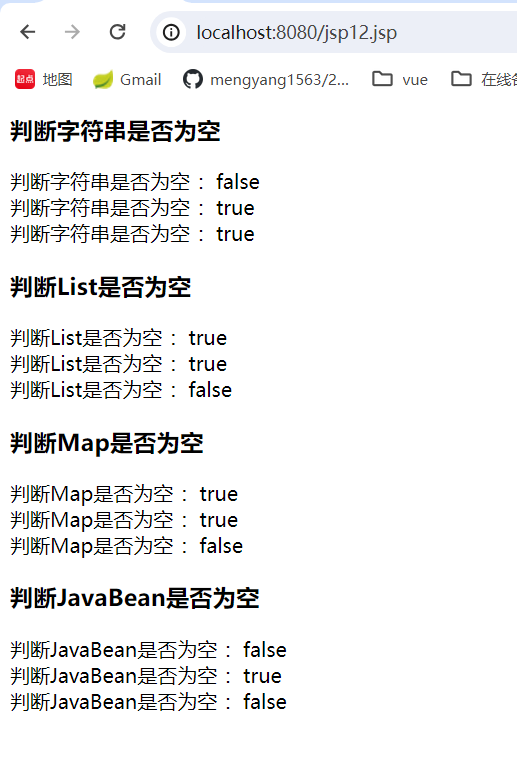 localhost:8080/jsp12.jsp
起点 地图 Gmail mengyang1563/2... vue
判断字符串是否为空
判断字符串是否为空 ：false
判断字符串是否为空 ：true
判断字符串是否为空 ：true
判断List是否为空
判断List是否为空 ：true
判断List是否为空 ：true
判断List是否为空 ：false
判断Map是否为空
判断Map是否为空 ：true
判断Map是否为空 ：true
判断Map是否为空 ：false
判断JavaBean是否为空
判断JavaBean是否为空 ：false
判断JavaBean是否为空 ：true
判断JavaBean是否为空 ：false